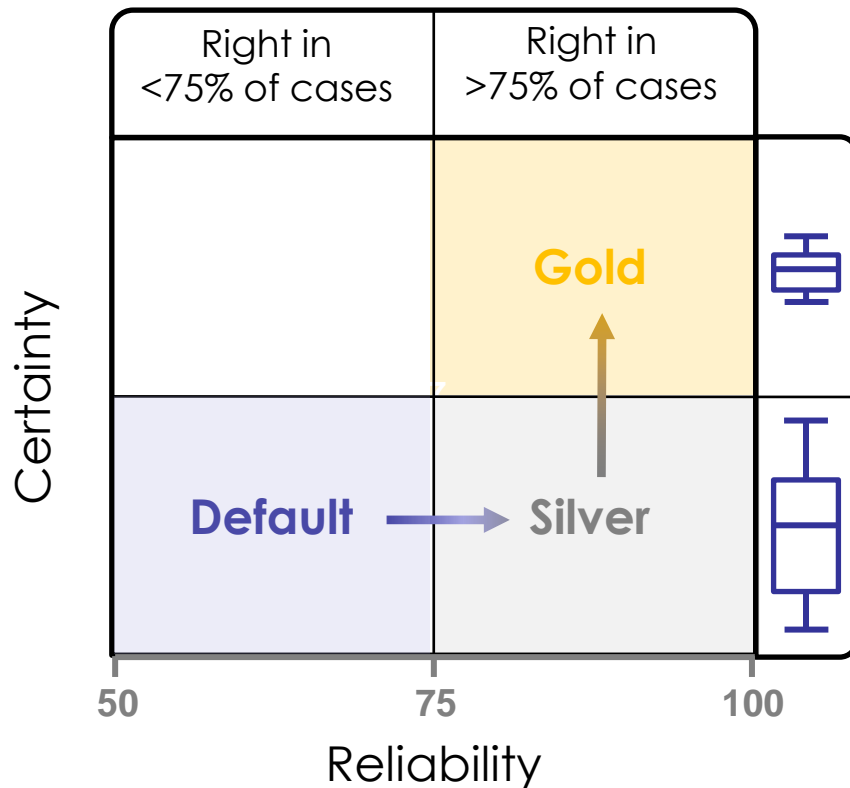 Right in
<75% of cases
Right in
>75% of cases
Certainty
Gold
Default
Silver
50
75
100
Reliability